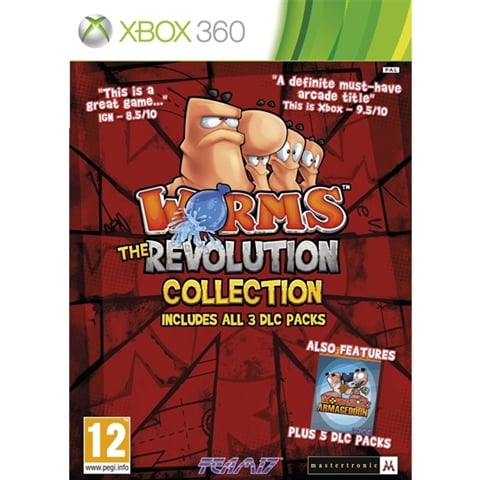 XBOX 360
PAL
"This is a
great game..."
IGN - 8.5/10
"A definite must-have
arcade title"
This is Xbox - 9.5/10
WORMS™
THE REVOLUTION
COLLECTION
INCLUDES ALL 3 DLC PACKS
ALSO FEATURES
WORMS
ARMAGEDDON
PLUS 5 DLC PACKS
12
www.pegi.info
TEAM17
mastertronic M